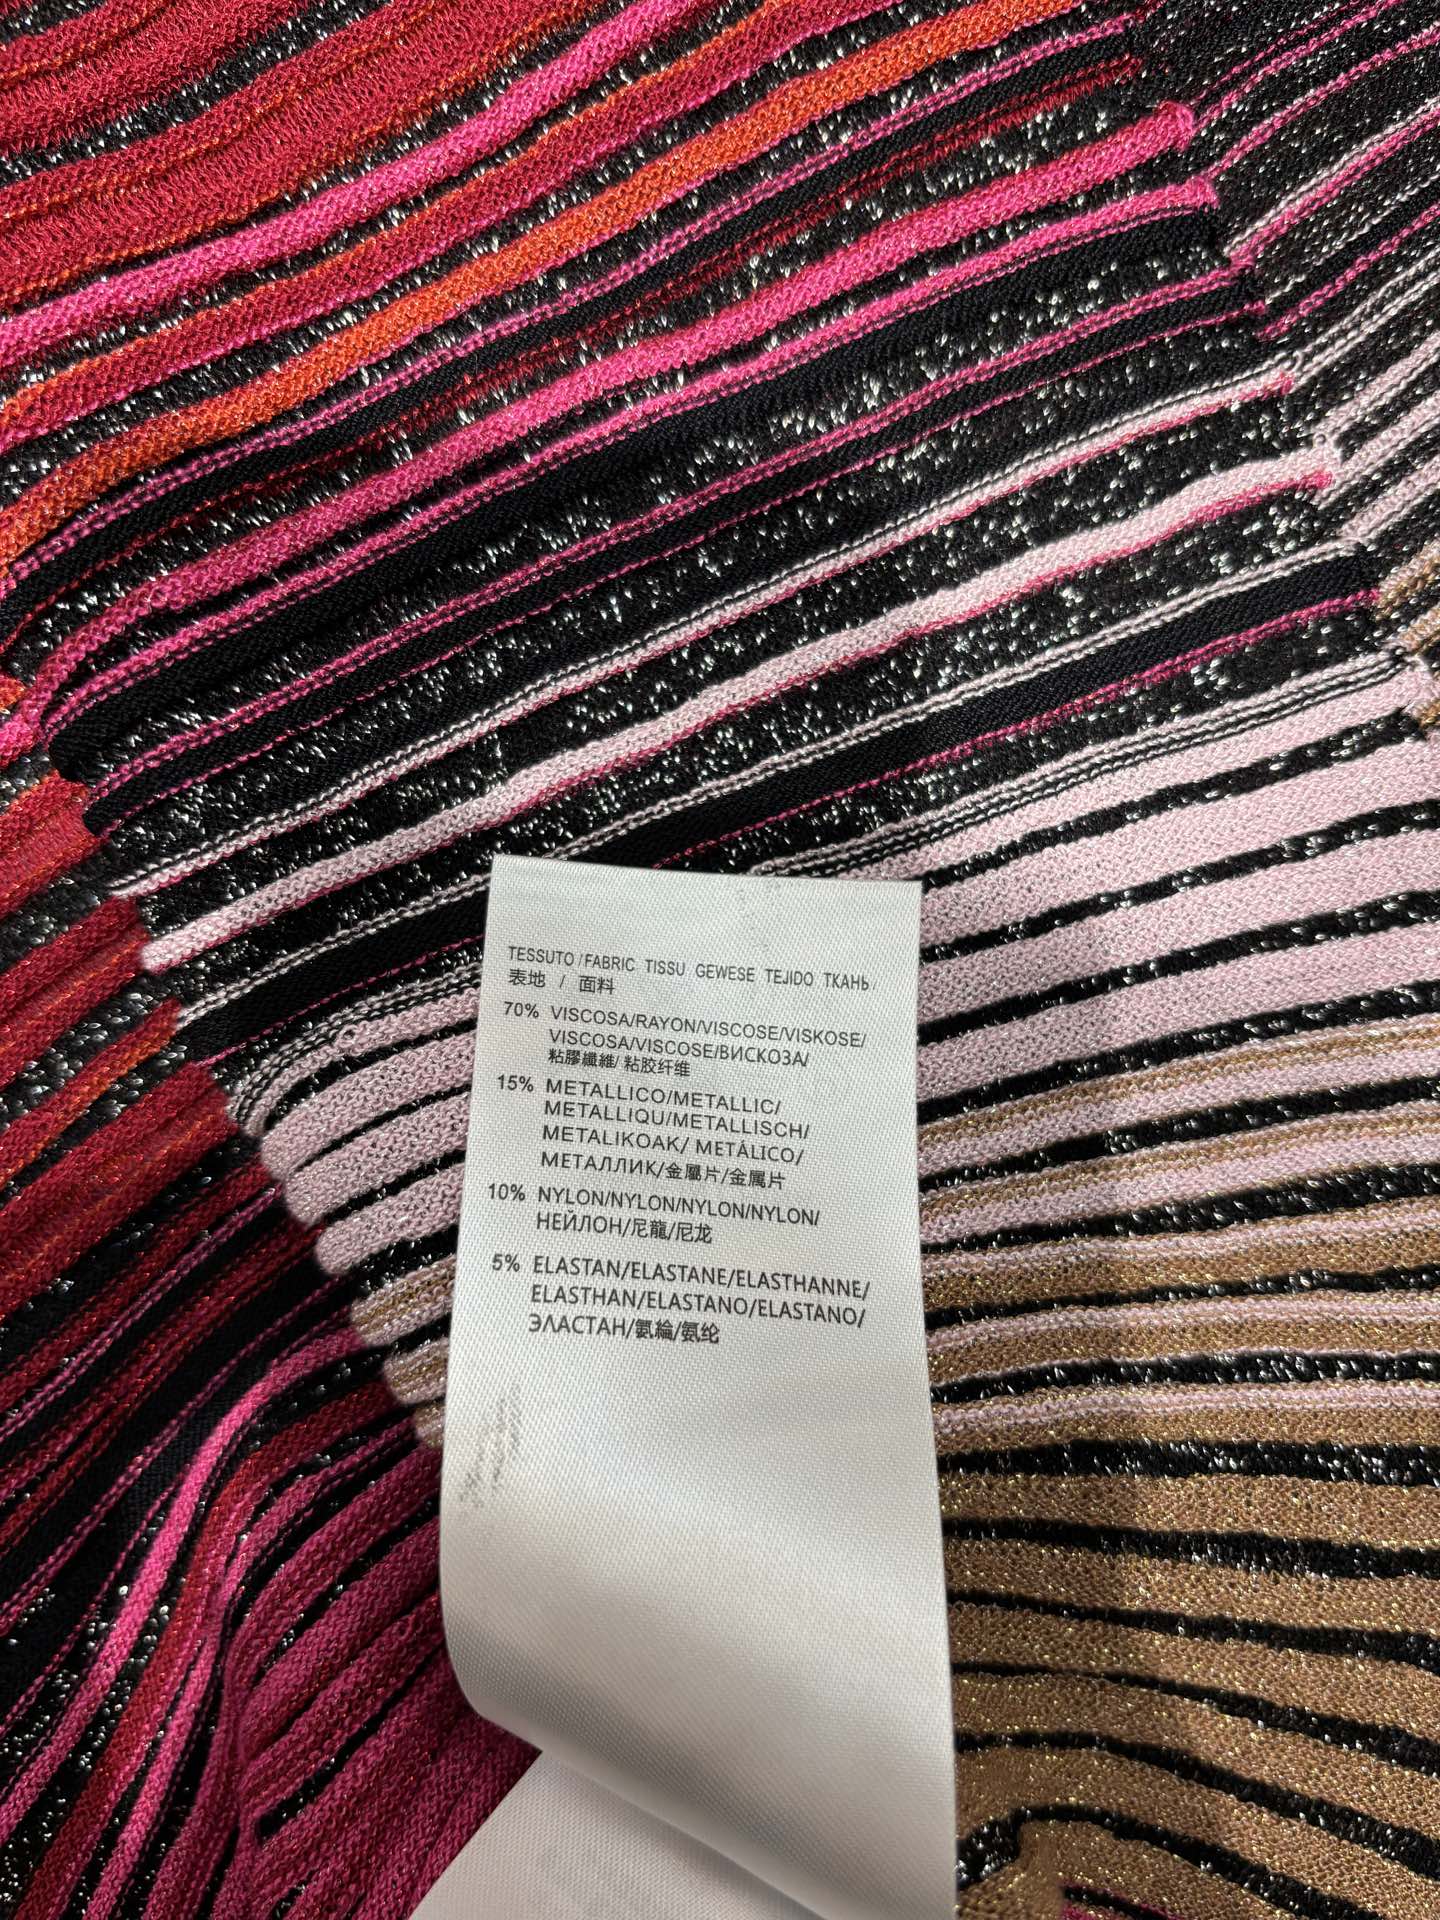 TESSUTO / FABRIC TISSU GEWESE TEJIDO ТКАНЬ/
表地 / 面料
70% VISCOSA/RAYON/VISCOSE/VISKOSE/
VISCOSA/VISCOSE/ВИСКОЗА/
粘膠纖維/ 粘胶纤维
15% METALLICO/METALLIC/
METALLIQU/METALLISCH/
METALIKOAK/ METÁLICO/
МЕТАЛЛИК/金屬片/金属片
10% NYLON/NYLON/NYLON/NYLON/
НЕЙЛОН/尼龍/尼龙
5% ELASTAN/ELASTANE/ELASTHANNE/
ELASTHAN/ELASTANO/ELASTANO/
ЭЛАСТАН/氨綸/氨纶